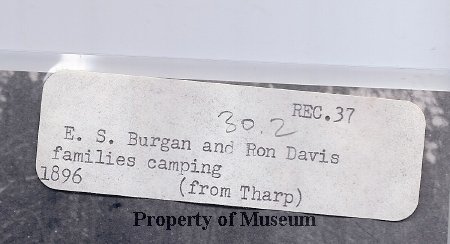 REC.37
30.2
E. S. Burgan and Ron Davis
families camping
1896 (from Tharp)
Property of Museum